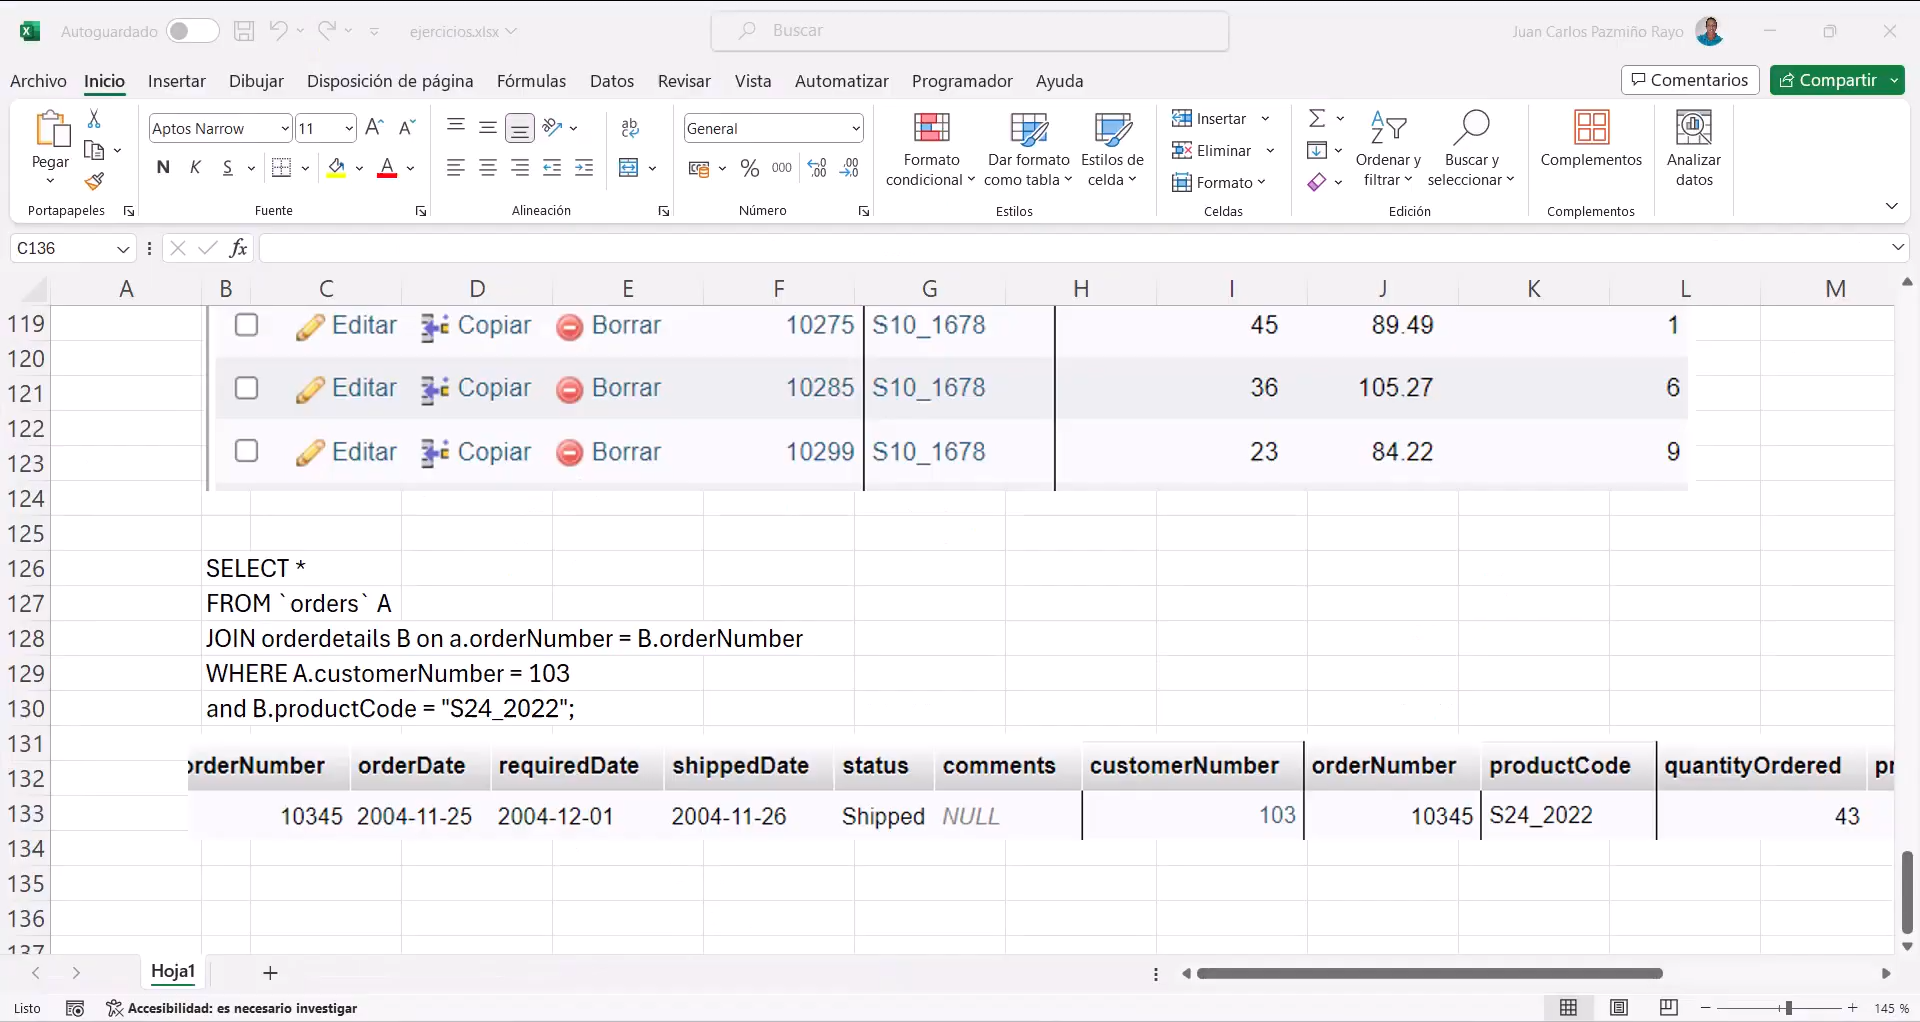 Autoguardado
ejercicios.xlsx
Buscar
Juan Carlos Pazmiño Rayo
Archivo Inicio Insertar Dibujar Disposición de página Fórmulas Datos Revisar Vista Automatizar Programador Ayuda
Comentarios
Compartir
Pegar
Portapapeles
Aptos Narrow 11
N K S
Fuente
Alineación
General
% 000
Número
Formato condicional
Dar formato como tabla
Estilos de celda
Estilos
Insertar
Eliminar
Formato
Celdas
Ordenar y filtrar
Buscar y seleccionar
Edición
Complementos
Complementos
Analizar datos
C136
fx
A B C D E F G H I J K L M
119 Editar Copiar Borrar 10275 S10_1678 45 89.49 1
120
121 Editar Copiar Borrar 10285 S10_1678 36 105.27 6
122
123 Editar Copiar Borrar 10299 S10_1678 23 84.22 9
124
125
126 SELECT *
127 FROM `orders` A
128 JOIN orderdetails B on a.orderNumber = B.orderNumber
129 WHERE A.customerNumber = 103
130 and B.productCode = "S24_2022";
131
132 orderNumber orderDate requiredDate shippedDate status comments customerNumber orderNumber productCode quantityOrdered pr
133 10345 2004-11-25 2004-12-01 2004-11-26 Shipped NULL 103 10345 S24_2022 43
134
135
136
137
Hoja1
Listo
Accesibilidad: es necesario investigar
145 %